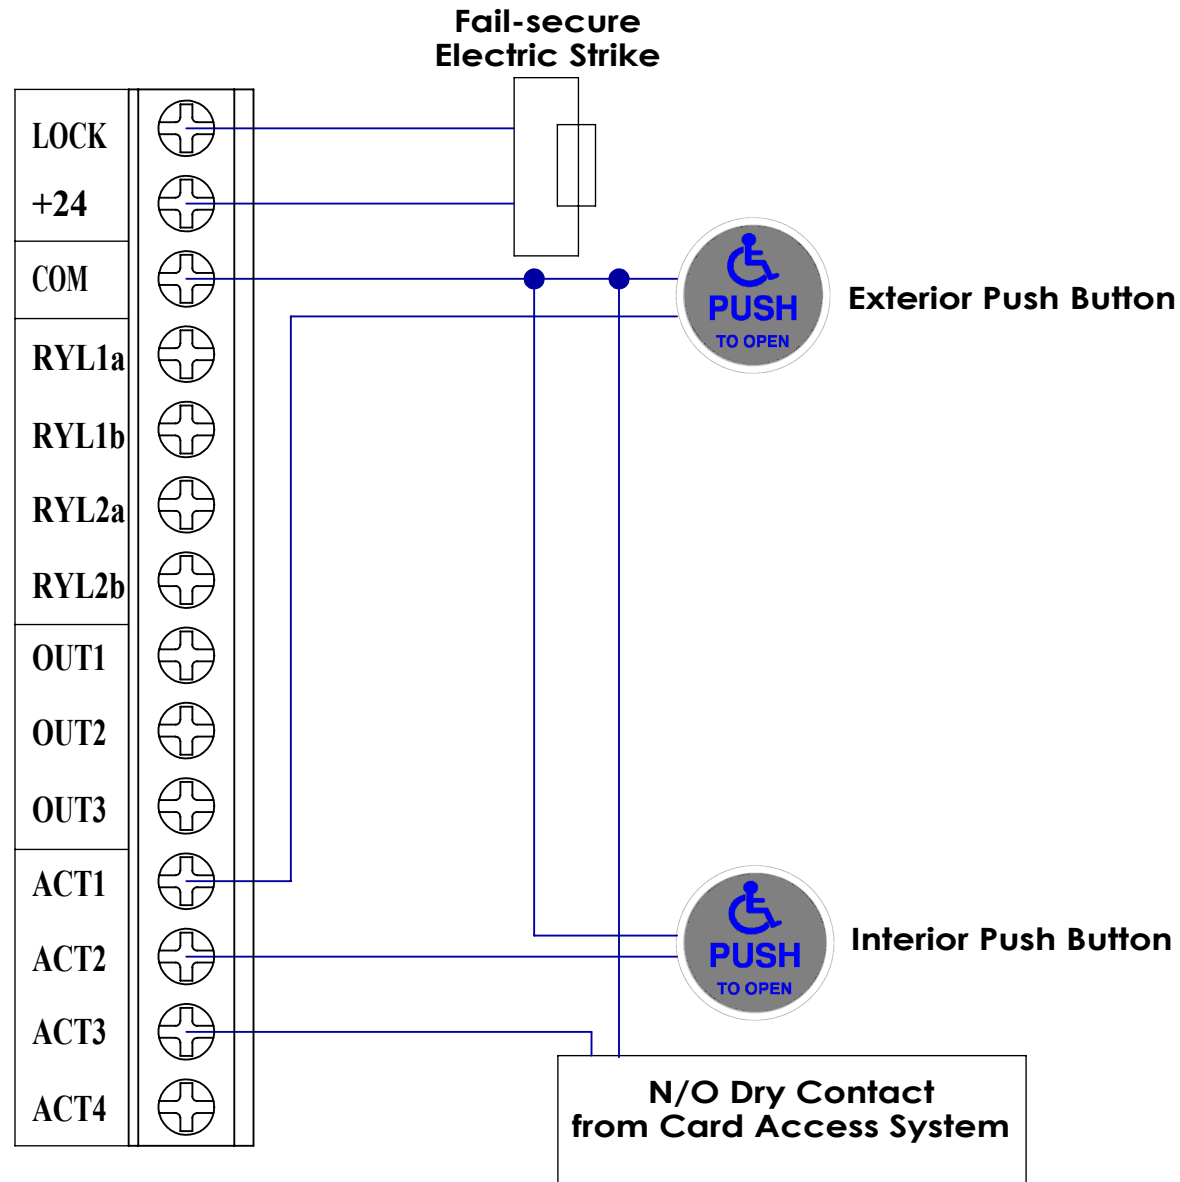 Fail-secure
Electric Strike
LOCK
+24
COM
RYL1a
RYL1b
RYL2a
RYL2b
OUT1
OUT2
OUT3
ACT1
ACT2
ACT3
ACT4
PUSH
TO OPEN
Exterior Push Button
PUSH
TO OPEN
Interior Push Button
N/O Dry Contact
from Card Access System